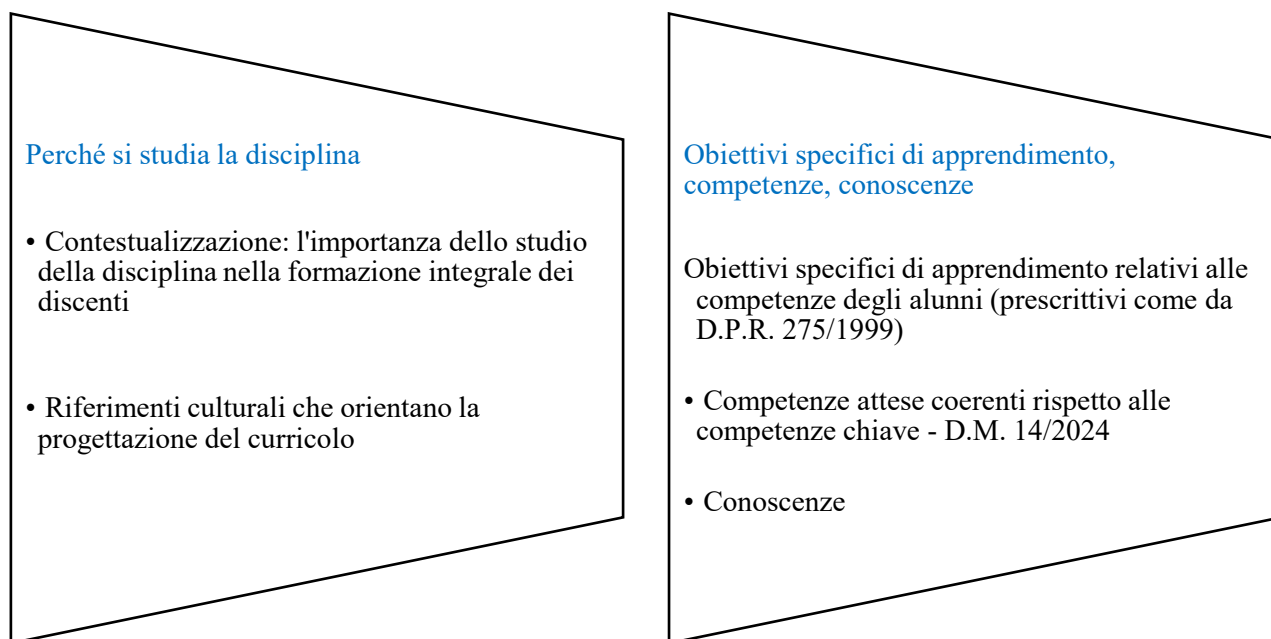 Perché si studia la disciplina
• Contestualizzazione: l'importanza dello studio
della disciplina nella formazione integrale dei
discenti
• Riferimenti culturali che orientano la
progettazione del curricolo
Obiettivi specifici di apprendimento,
competenze, conoscenze
Obiettivi specifici di apprendimento relativi alle
competenze degli alunni (prescrittivi come da
D.P.R. 275/1999)
• Competenze attese coerenti rispetto alle
competenze chiave - D.M. 14/2024
• Conoscenze